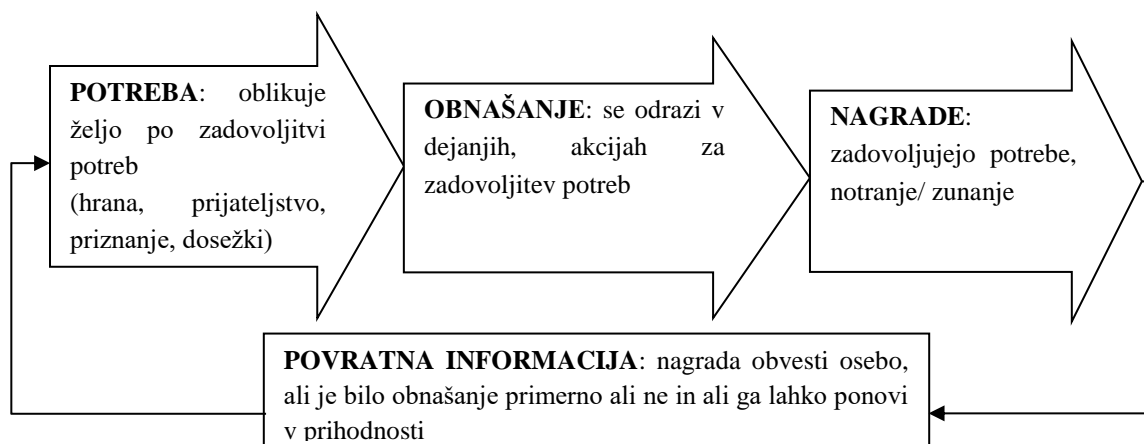 POTREBA: oblikuje
željo po zadovoljitvi
potreb
(hrana, prijateljstvo,
priznanje, dosežki)
OBNAŠANJE: se odrazi v
dejanjih, akcijah za
zadovoljitev potreb
NAGRADE:
zadovoljujejo potrebe,
notranje/ zunanje
POVRATNA INFORMACIJA: nagrada obvesti osebo,
ali je bilo obnašanje primerno ali ne in ali ga lahko ponovi
v prihodnosti